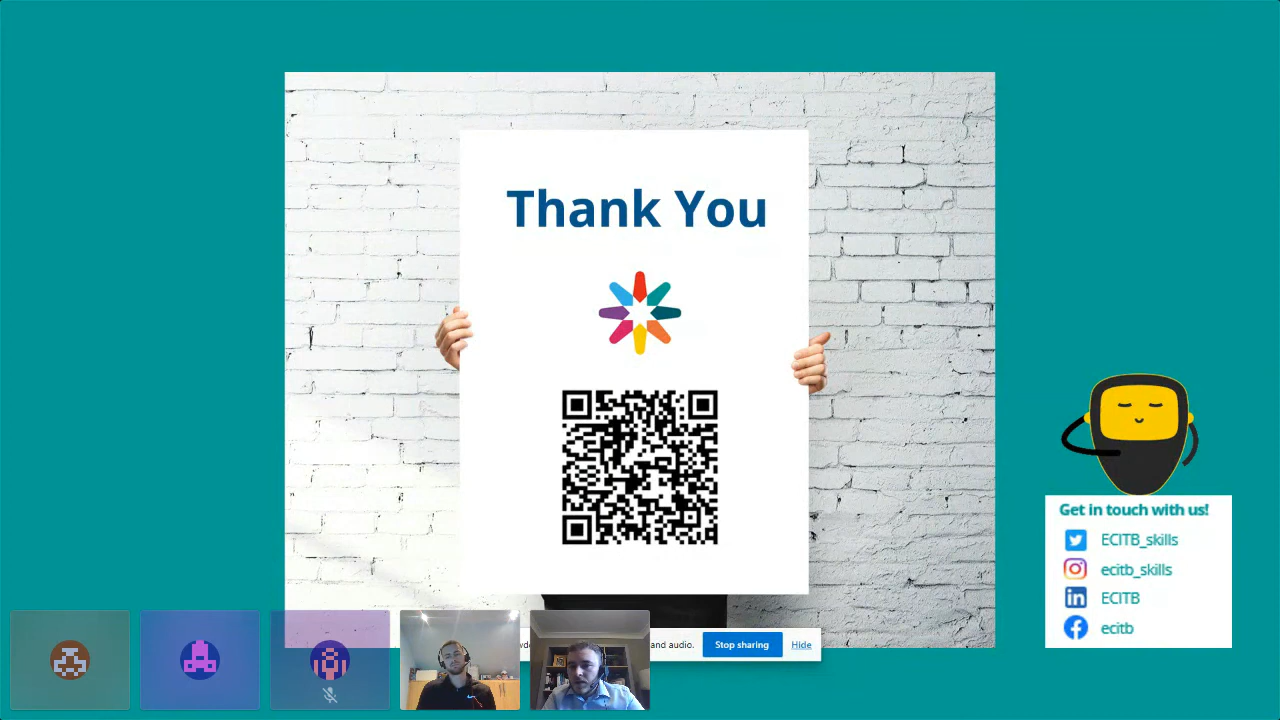 Thank You
Get in touch with us!
ECITB_skills
ecitb_skills
ECITB
ecitb
and audio.
Stop sharing
Hide